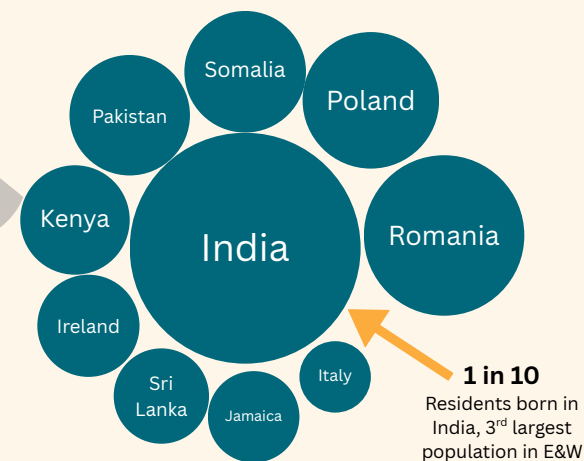 Somalia
Poland
Pakistan
Kenya
India
Romania
Ireland
Sri
Lanka
Jamaica
Italy
1 in 10
Residents born in
India, 3rd largest
population in E&W